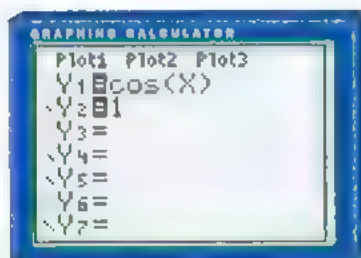 GRAPHING CALCULATOR
Plot1 Plot2 Plot3
Y1=cos(X)
\Y2=1
\Y3=
\Y4=
\Y5=
\Y6=
\Y7=